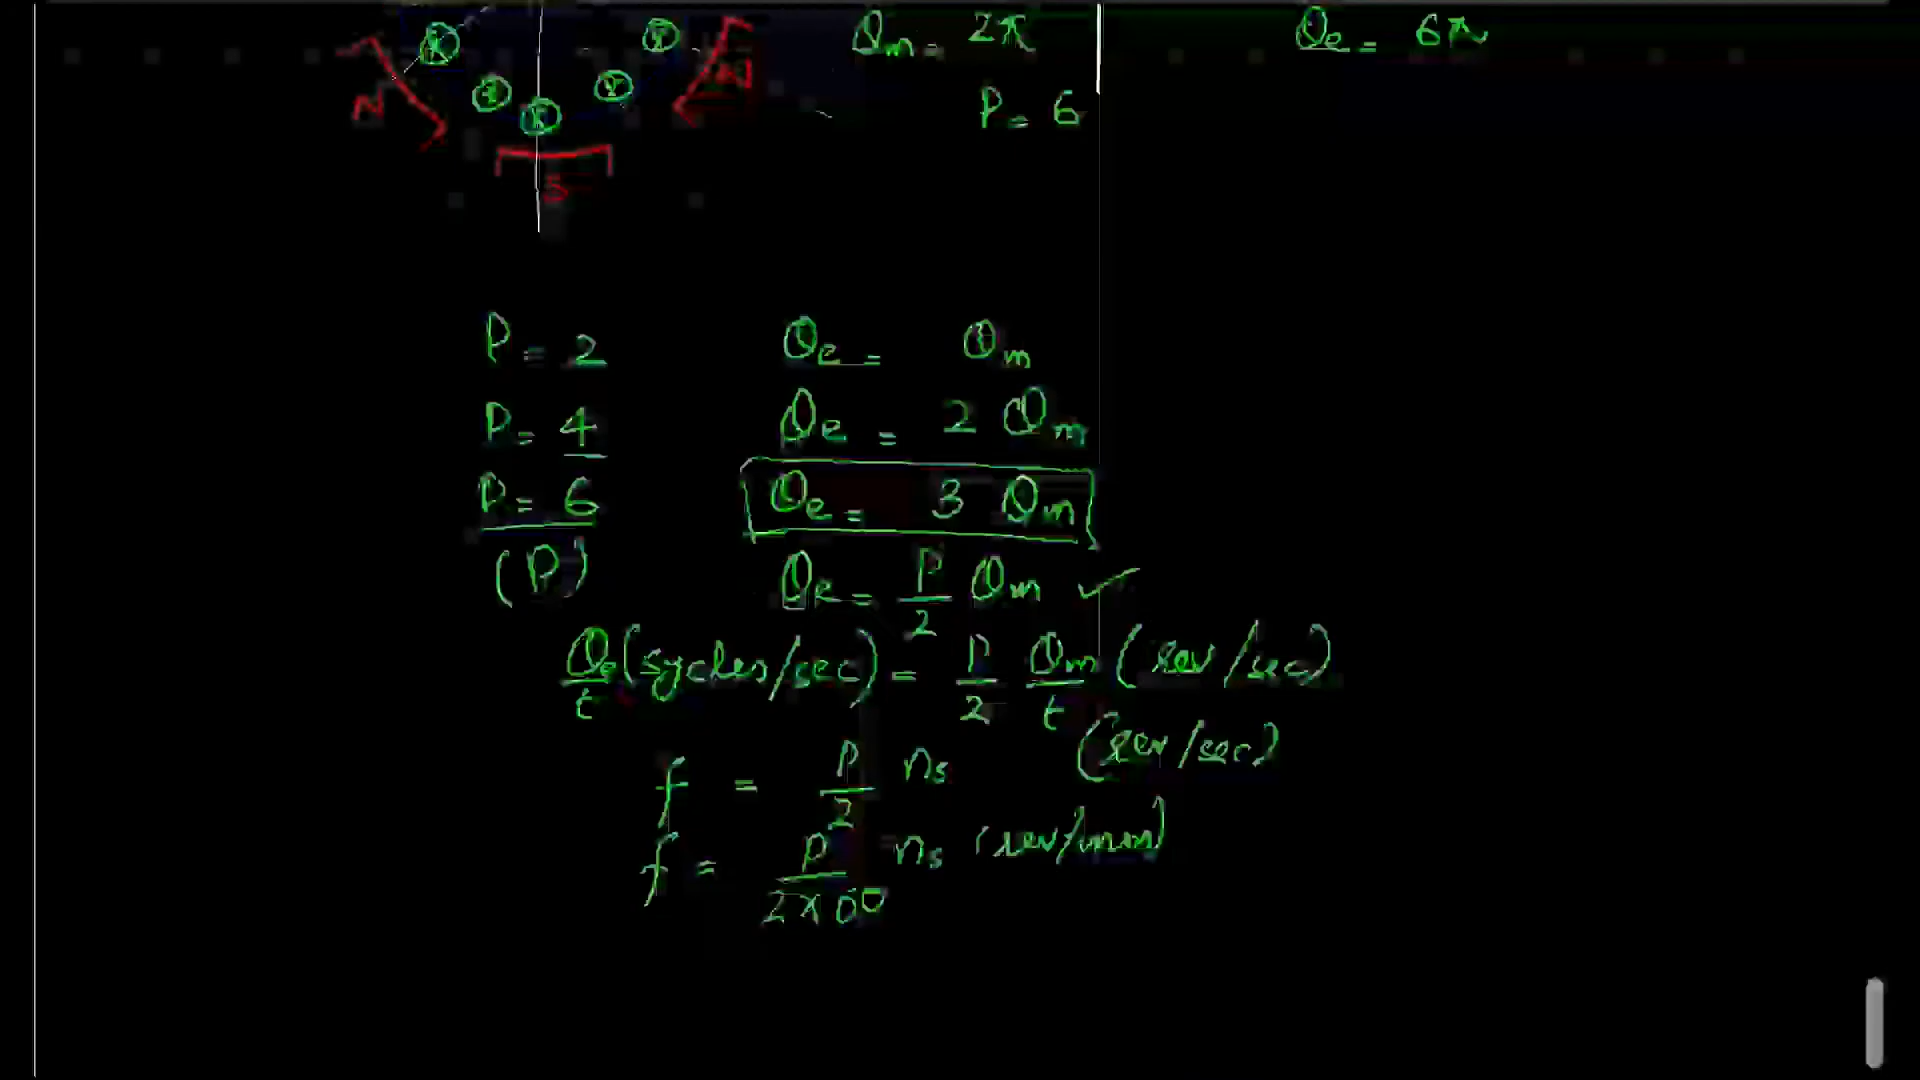 θm = 2π θe = 6π
P = 6
N
S
P = 2 θe = θm
P = 4 θe = 2 θm
P = 6 θe = 3 θm
(P) θe = P/2 θm ✓
θe/t (sycles/sec) = P/2 θm/t (rev/sec)
f = P/2 ns (rev/sec)
f = P/2×60 ns (rev/min)